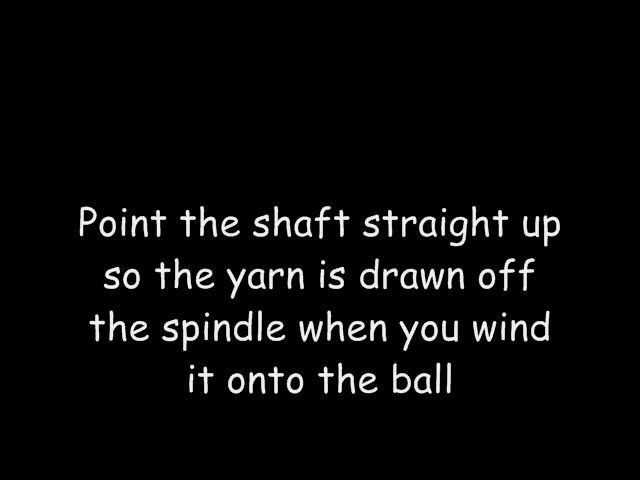 Point the shaft straight up
so the yarn is drawn off
the spindle when you wind
it onto the ball